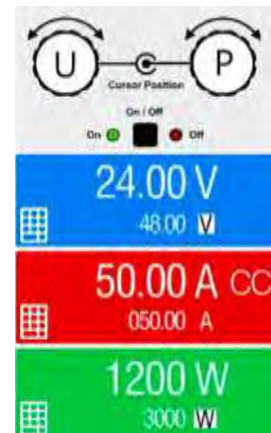 U P
Cursor Position
On / Off
On Off
24.00 V
48.00 V
50.00 A CC
050.00 A
1200 W
3000 W